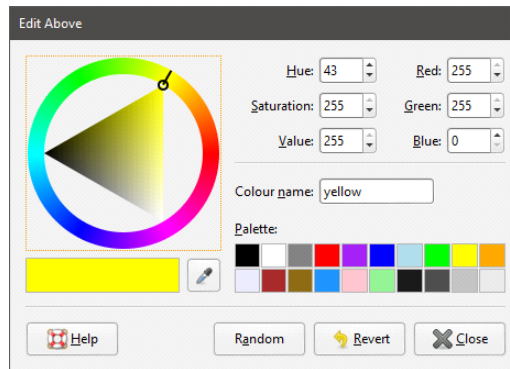 Edit Above
Hue: 43 Red: 255
Saturation: 255 Green: 255
Value: 255 Blue: 0
Colour name: yellow
Palette:
Help Random Revert Close